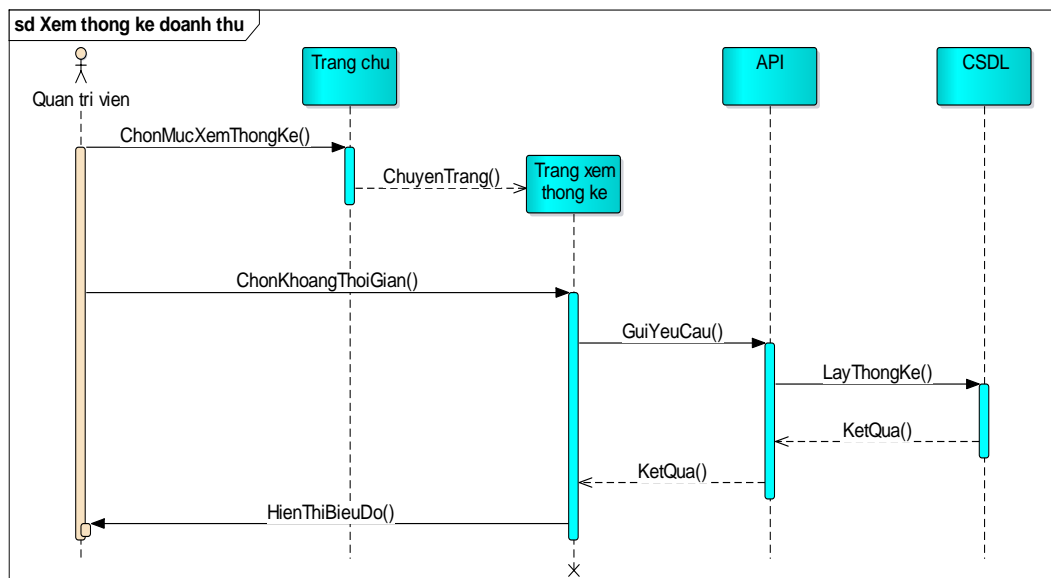 sd Xem thong ke doanh thu
Trang chu
API
CSDL
Quan tri vien
ChonMucXemThongKe()
ChuyenTrang()
Trang xem
thong ke
ChonKhoangThoiGian()
GuiYeuCau()
LayThongKe()
KetQua()
KetQua()
HienThiBieuDo()